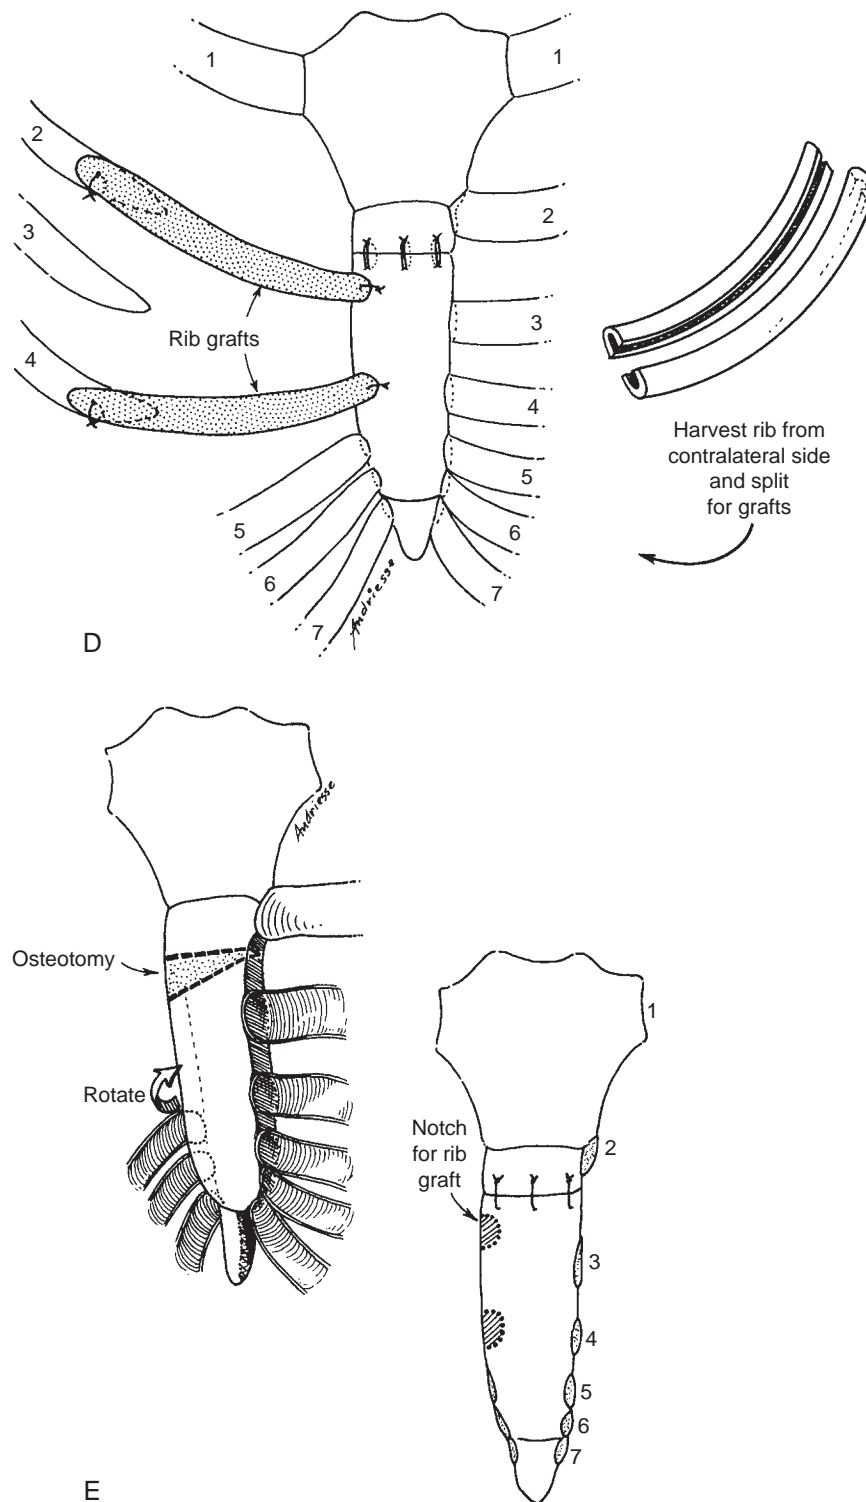 1
1
2
2
3
3
Rib grafts
4
4
Harvest rib from
contralateral side
and split
for grafts
5
5
6
6
7
7
Andriesse
D
Andriesse
Osteotomy
1
Rotate
Notch
for rib
graft
2
3
4
5
6
7
E